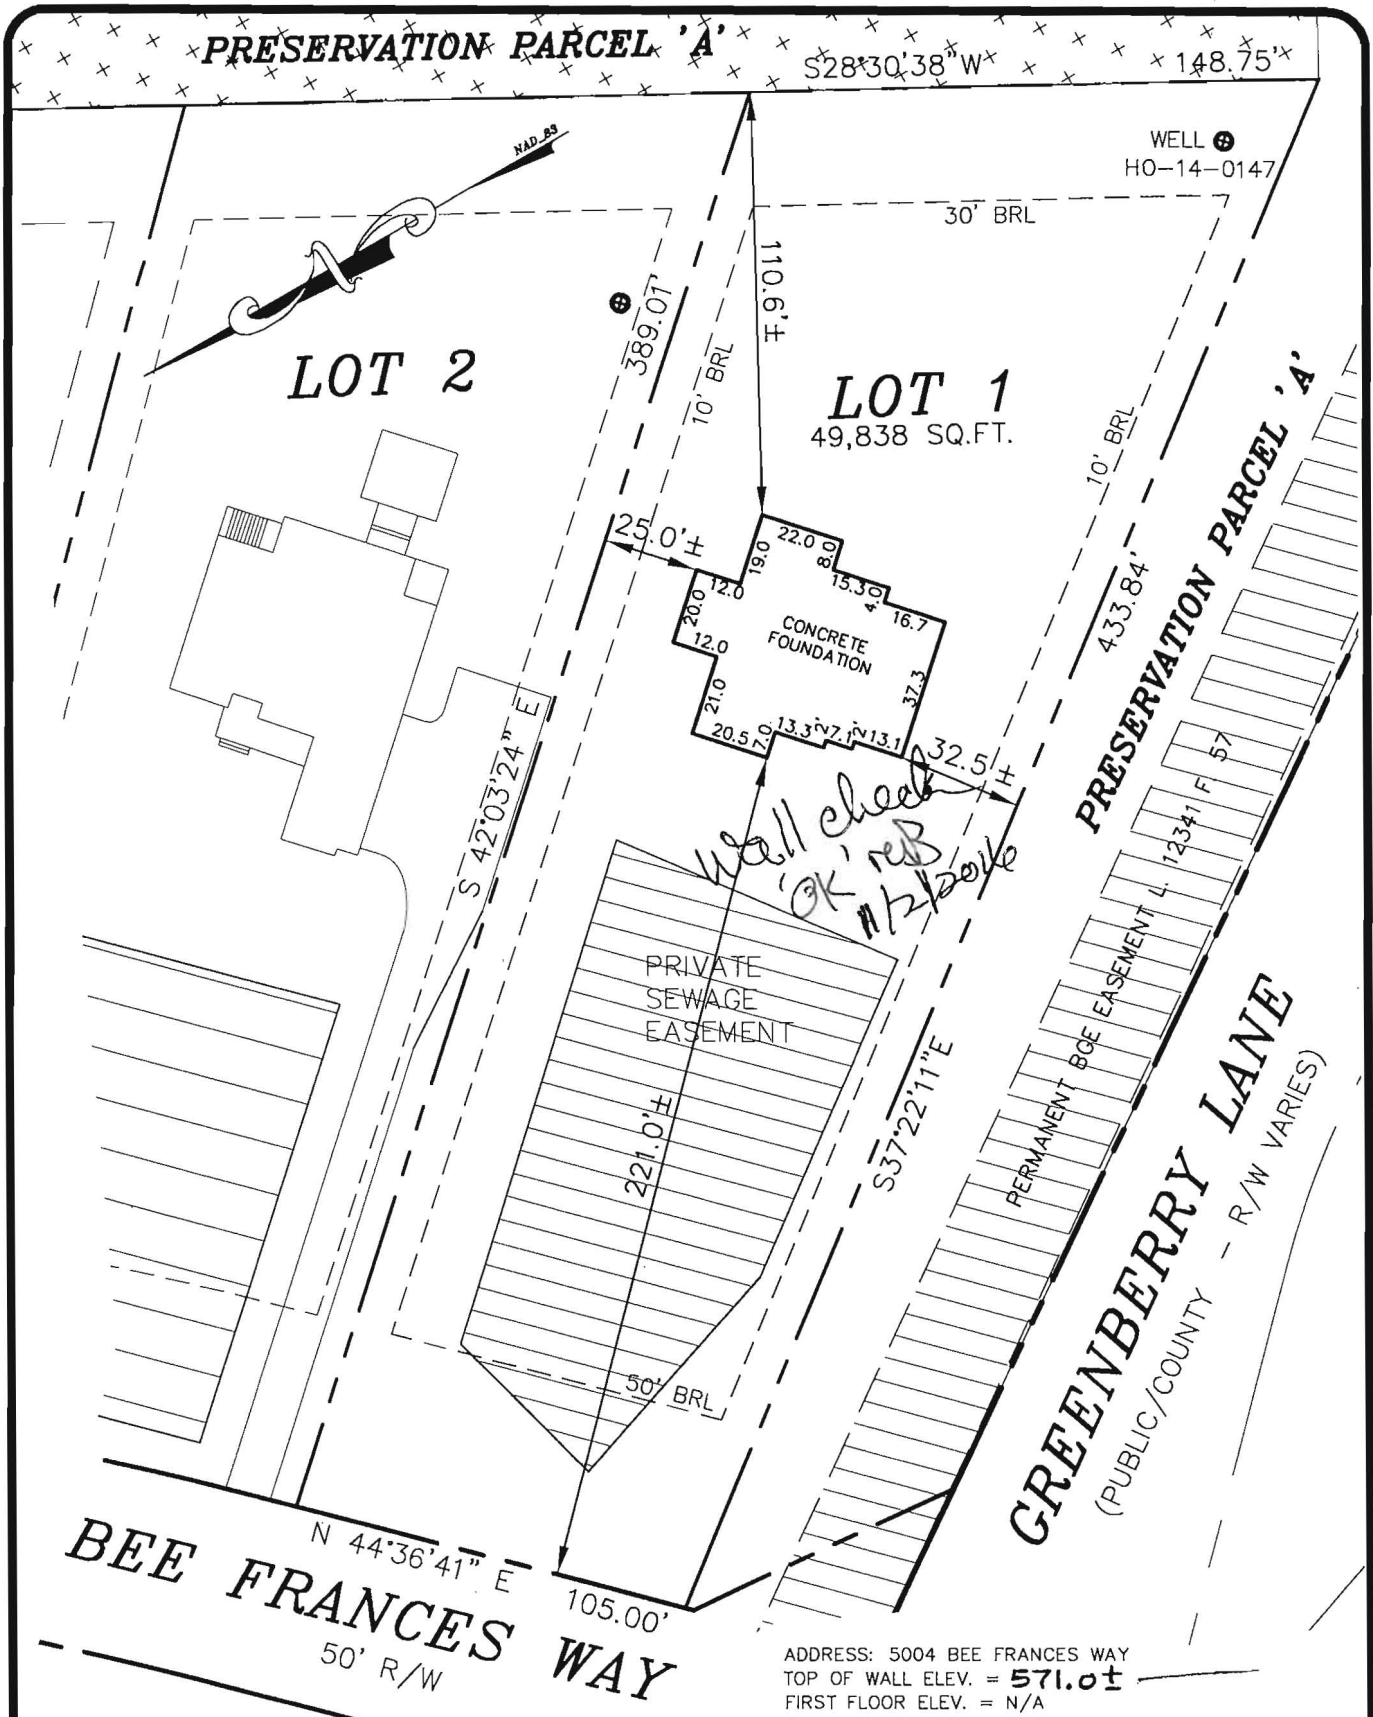 PRESERVATION PARCEL 'A'
S28°30'38"W 148.75'
NAD 83
N
WELL
HO-14-0147
30' BRL
110.6'±
389.01'
10' BRL
LOT 2
LOT 1
49,838 SQ.FT.
10' BRL
PRESERVATION PARCEL 'A'
433.84'
25.0'±
22.0
8.0
19.0
15.3
4.0
12.0
16.7
20.0
CONCRETE
FOUNDATION
12.0
37.3
21.0
20.5
7.0
13.3
2
7.1
2
13.1
32.5'±
S 42°03'24" E
Wall check
'OK'
11/2/2016
PRIVATE
SEWAGE
EASEMENT
221.0'±
S37°22'11"E
PERMANENT BGE EASEMENT L. 12341 F. 57
GREENBERRY LANE
(PUBLIC/COUNTY - R/W VARIES)
50' BRL
N 44°36'41" E
105.00'
BEE FRANCES WAY
50' R/W
ADDRESS: 5004 BEE FRANCES WAY
TOP OF WALL ELEV. = 571.0±
FIRST FLOOR ELEV. = N/A